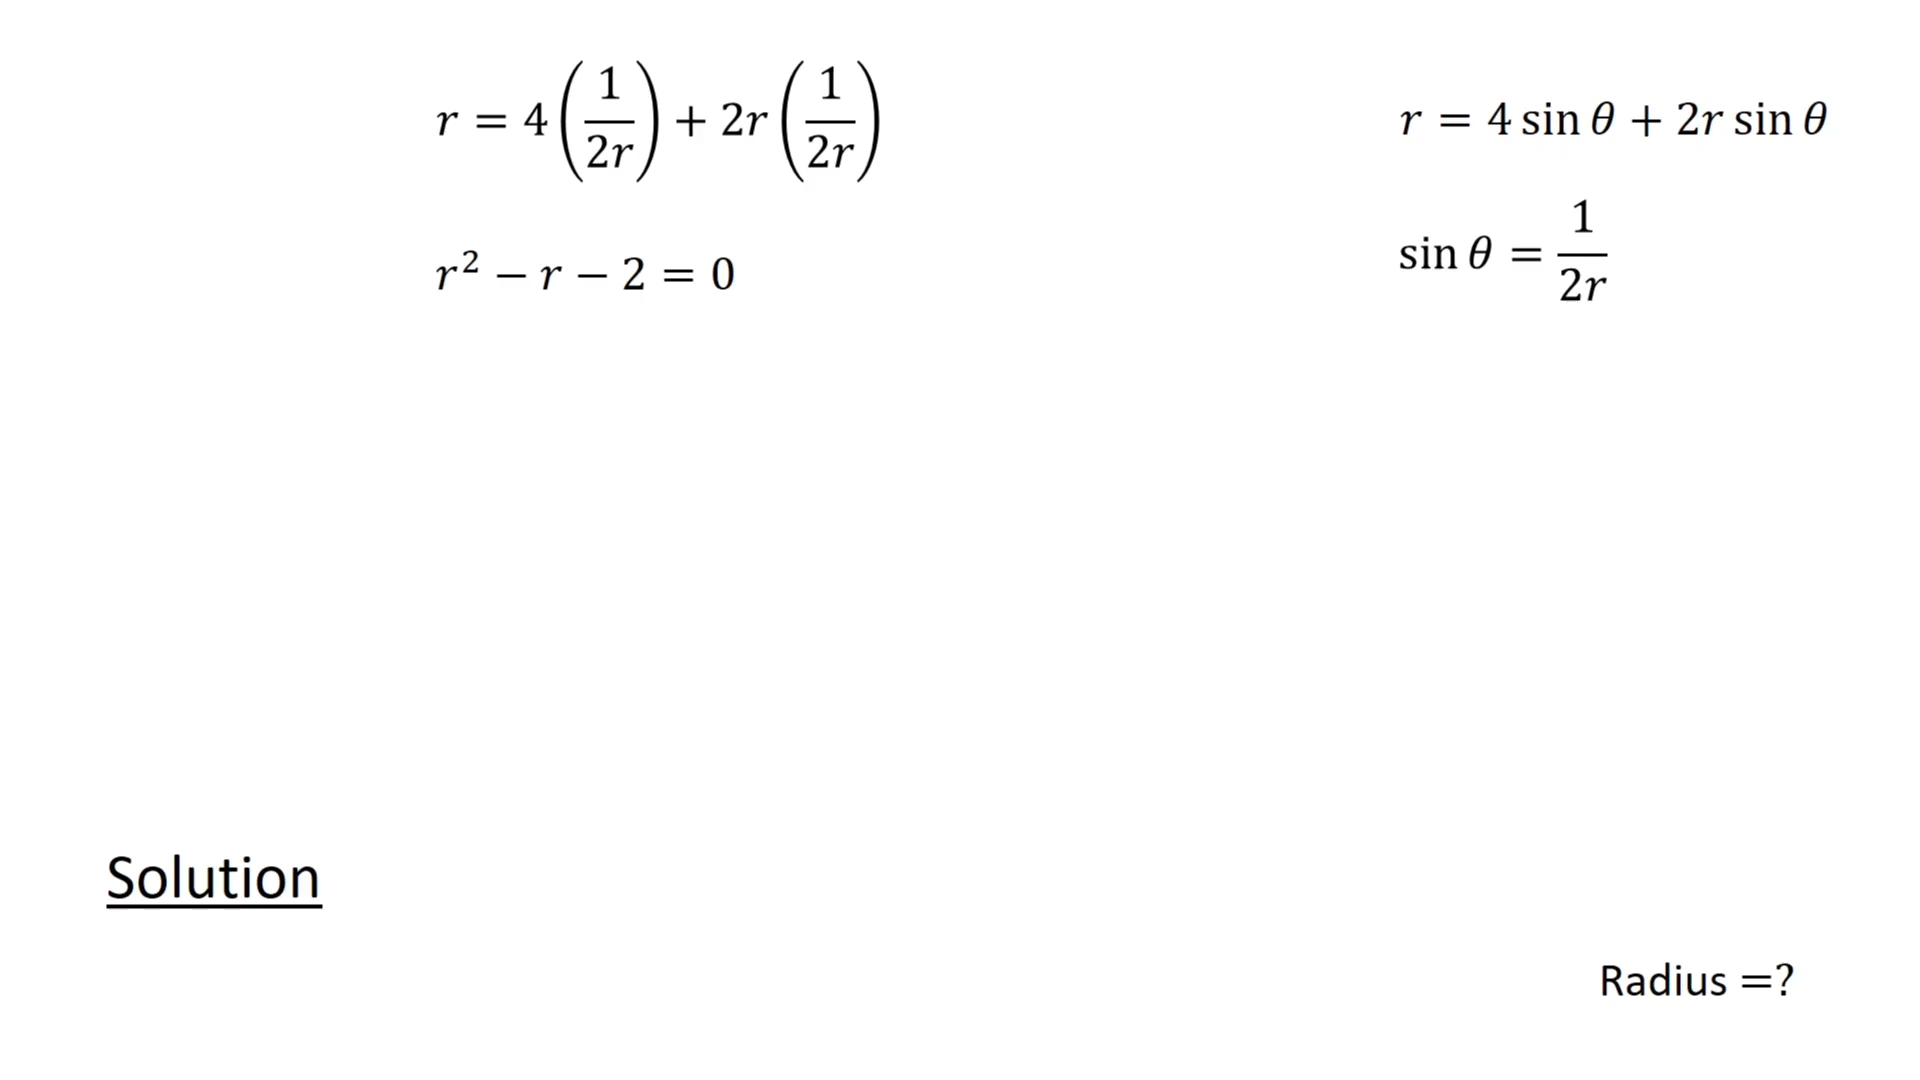 r = 4(1/2r) + 2r(1/2r)
r² − r − 2 = 0
r = 4 sin θ + 2r sin θ
sin θ = 1/2r
Solution
Radius =?